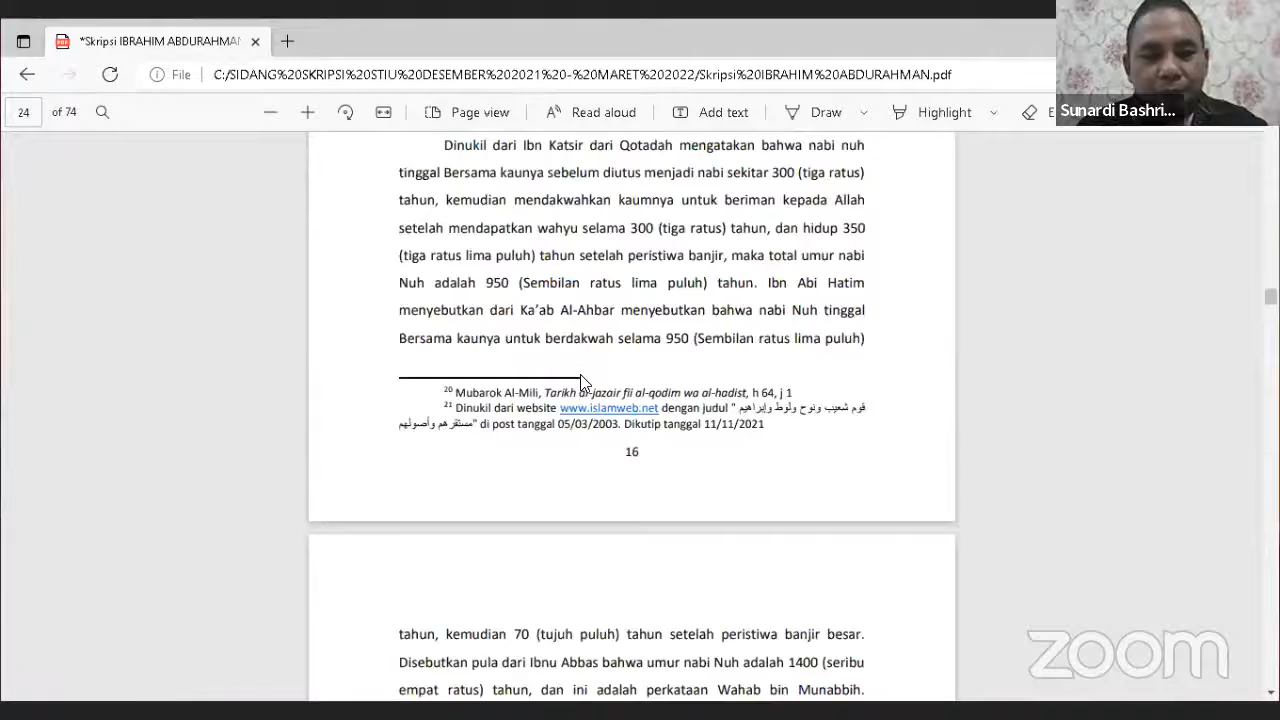 *Skripsi IBRAHIM ABDURAHMAN
File
C:/SIDANG%20SKRIPSI%20STIU%20DESEMBER%202021%20-%20MARET%202022/Skripsi%20IBRAHIM%20ABDURAHMAN.pdf
24 of 74
Page view
Read aloud
Add text
Draw
Highlight
E
Sunardi Bashri...
Dinukil dari Ibn Katsir dari Qotadah mengatakan bahwa nabi nuh
tinggal Bersama kaunya sebelum diutus menjadi nabi sekitar 300 (tiga ratus)
tahun, kemudian mendakwahkan kaumnya untuk beriman kepada Allah
setelah mendapatkan wahyu selama 300 (tiga ratus) tahun, dan hidup 350
(tiga ratus lima puluh) tahun setelah peristiwa banjir, maka total umur nabi
Nuh adalah 950 (Sembilan ratus lima puluh) tahun. Ibn Abi Hatim
menyebutkan dari Ka’ab Al-Ahbar menyebutkan bahwa nabi Nuh tinggal
Bersama kaunya untuk berdakwah selama 950 (Sembilan ratus lima puluh)
20 Mubarok Al-Mili, Tarikh al-jazair fii al-qodim wa al-hadist, h 64, j 1
21 Dinukil dari website www.islamweb.net dengan judul " قوم شعيب ونوح ولوط وإبراهيم
مستقرهم وأصولهم" di post tanggal 05/03/2003. Dikutip tanggal 11/11/2021
16
tahun, kemudian 70 (tujuh puluh) tahun setelah peristiwa banjir besar.
Disebutkan pula dari Ibnu Abbas bahwa umur nabi Nuh adalah 1400 (seribu
empat ratus) tahun, dan ini adalah perkataan Wahab bin Munabbih.
zoom